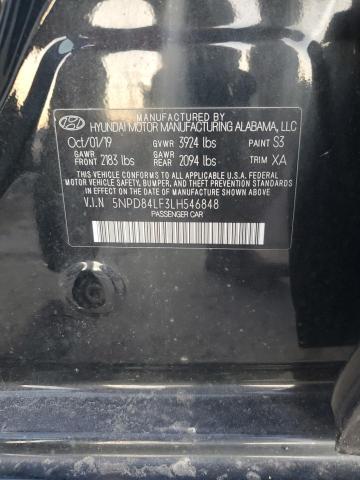 MANUFACTURED BY
HYUNDAI MOTOR MANUFACTURING ALABAMA, LLC
Oct/01/19 GVWR 3924 lbs PAINT S3
GAWR FRONT 2183 lbs GAWR REAR 2094 lbs TRIM XA
THIS VEHICLE CONFORMS TO ALL APPLICABLE U.S.A. FEDERAL
MOTOR VEHICLE SAFETY, BUMPER, AND THEFT PREVENTION
STANDARDS IN EFFECT ON THE DATE OF MANUFACTURE SHOWN ABOVE.
V.I.N 5NPD84LF3LH546848
PASSENGER CAR